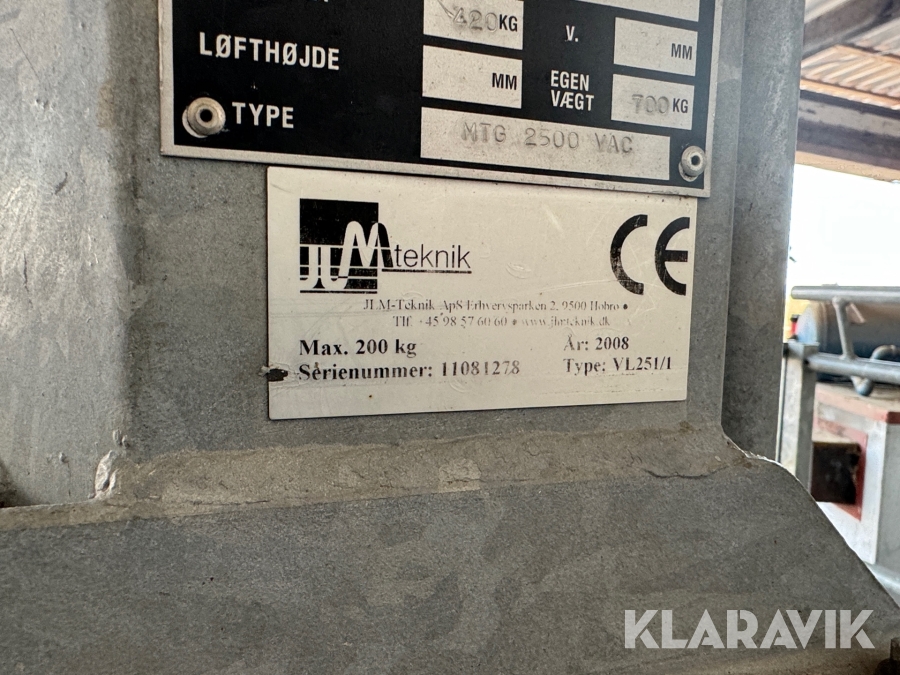 420 KG
V.
MM
LØFTHØJDE
MM
EGEN VÆGT
700 KG
TYPE
MTG 2500 VAC
JLM teknik
CE
JLM-Teknik ApS Erhvervsparken 2, 9500 Hobro •
Tlf. +45 98 57 60 60 • www.jlmteknik.dk
Max. 200 kg
År: 2008
Serienummer: 11081278
Type: VL251/1
KLARAVIK